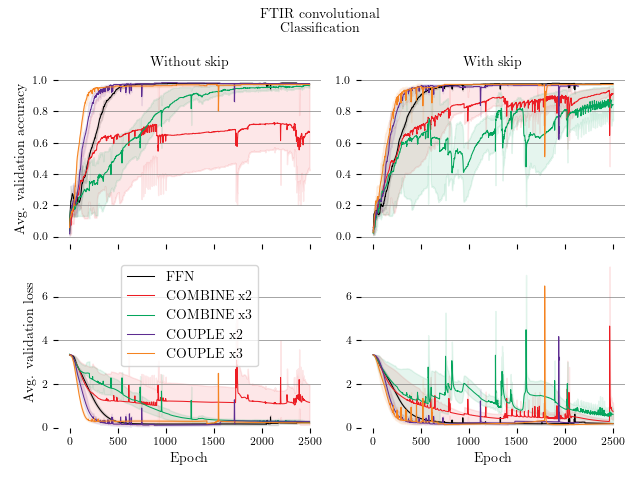 FTIR convolutional
Classification
Without skip
With skip
Avg. validation accuracy
1.0
0.8
0.6
0.4
0.2
0.0
1.0
0.8
0.6
0.4
0.2
0.0
Avg. validation loss
6
4
2
0
6
4
2
0
FFN
COMBINE x2
COMBINE x3
COUPLE x2
COUPLE x3
0 500 1000 1500 2000 2500
0 500 1000 1500 2000 2500
Epoch
Epoch